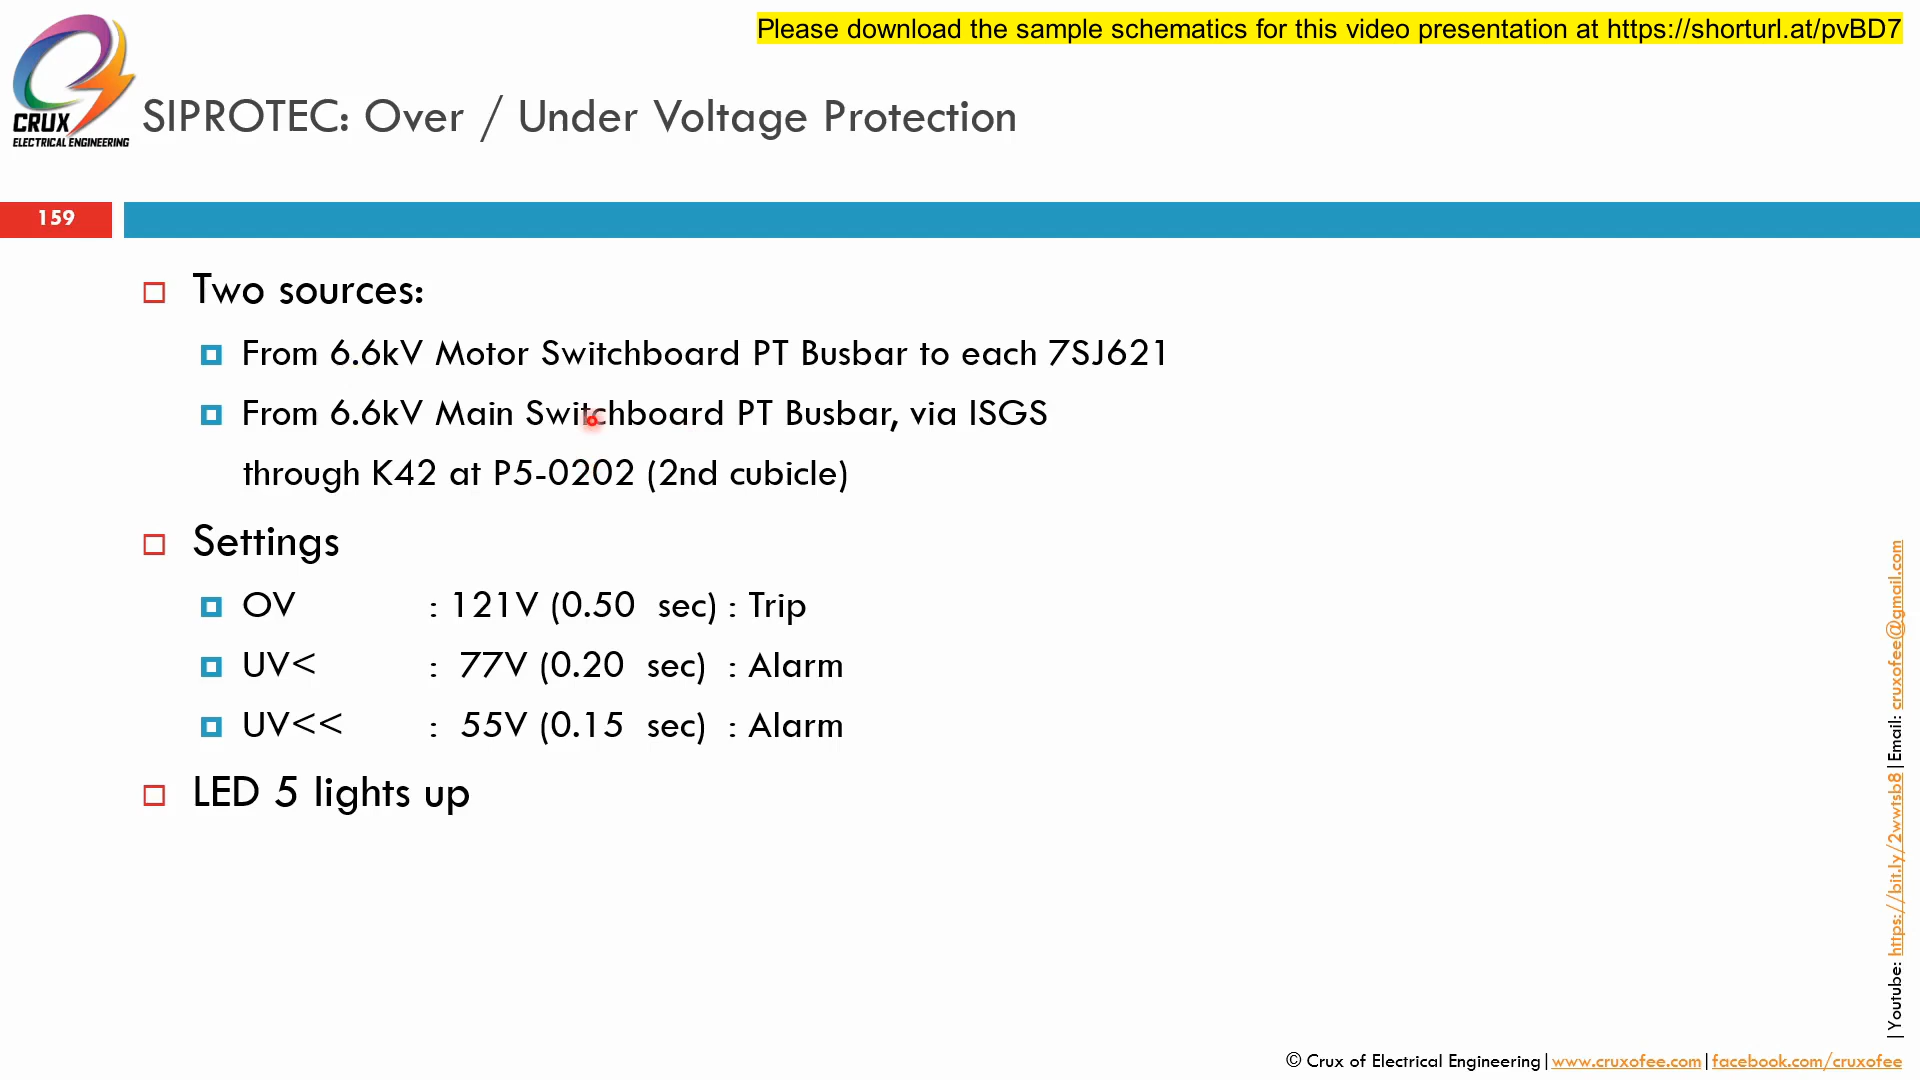 Please download the sample schematics for this video presentation at https://shorturl.at/pvBD7
CRUX
ELECTRICAL ENGINEERING
SIPROTEC: Over / Under Voltage Protection
159
Two sources:
From 6.6kV Motor Switchboard PT Busbar to each 7SJ621
From 6.6kV Main Switchboard PT Busbar, via ISGS
through K42 at P5-0202 (2nd cubicle)
Settings
OV : 121V (0.50 sec) : Trip
UV< : 77V (0.20 sec) : Alarm
UV<< : 55V (0.15 sec) : Alarm
LED 5 lights up
|Youtube: https://bit.ly/2wwtsb8|Email: cruxofee@gmail.com
© Crux of Electrical Engineering|www.cruxofee.com|facebook.com/cruxofee